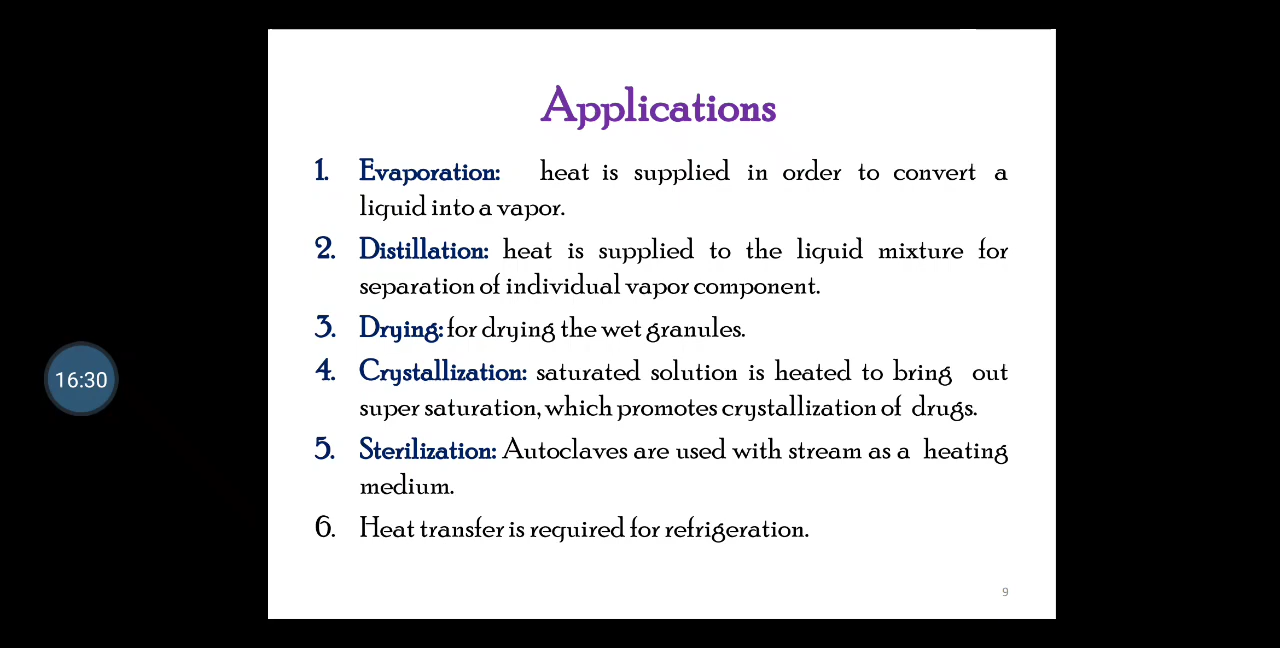 Applications
1. Evaporation: heat is supplied in order to convert a
liquid into a vapor.
2. Distillation: heat is supplied to the liquid mixture for
separation of individual vapor component.
3. Drying: for drying the wet granules.
4. Crystallization: saturated solution is heated to bring out
super saturation, which promotes crystallization of drugs.
16:30
5. Sterilization: Autoclaves are used with stream as a heating
medium.
6. Heat transfer is required for refrigeration.
9